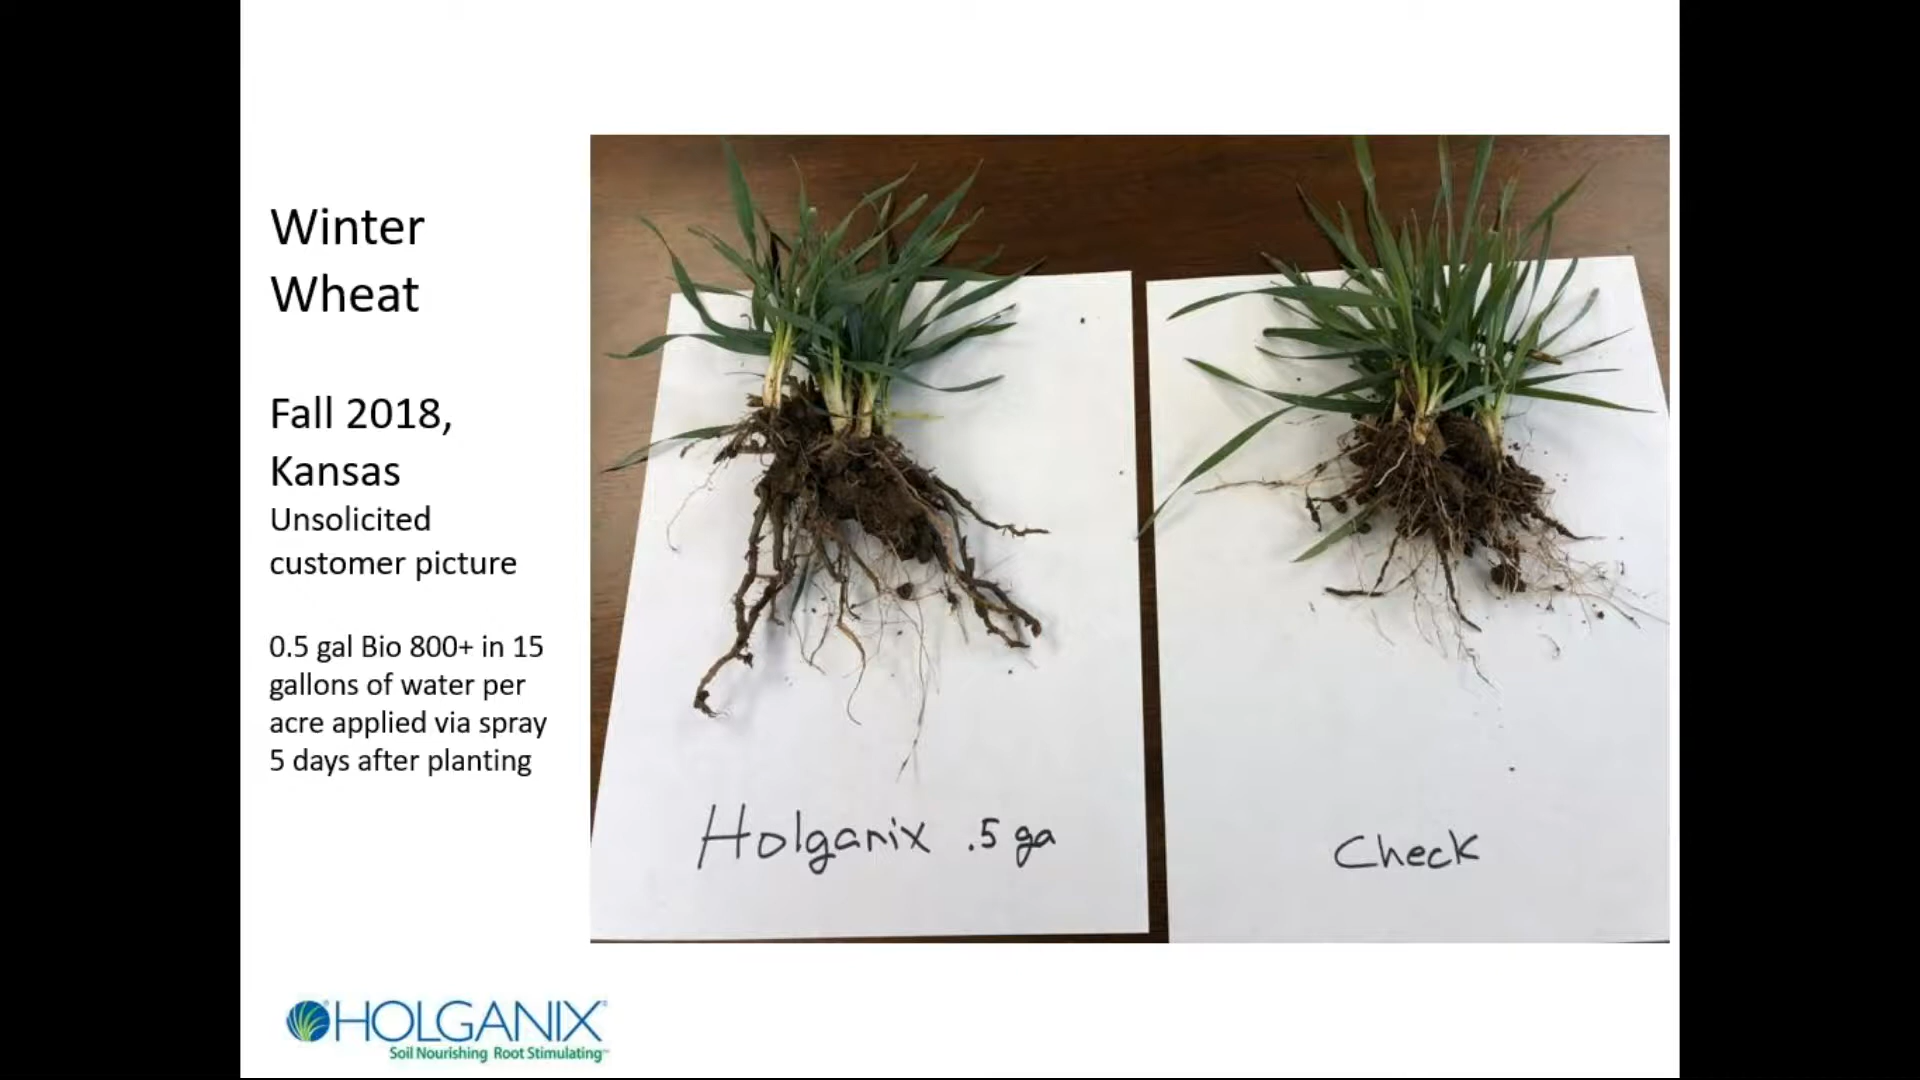 Winter
Wheat
Fall 2018,
Kansas
Unsolicited
customer picture
0.5 gal Bio 800+ in 15
gallons of water per
acre applied via spray
5 days after planting
Holganix .5 ga
Check
HOLGANIX
Soil Nourishing Root Stimulating™